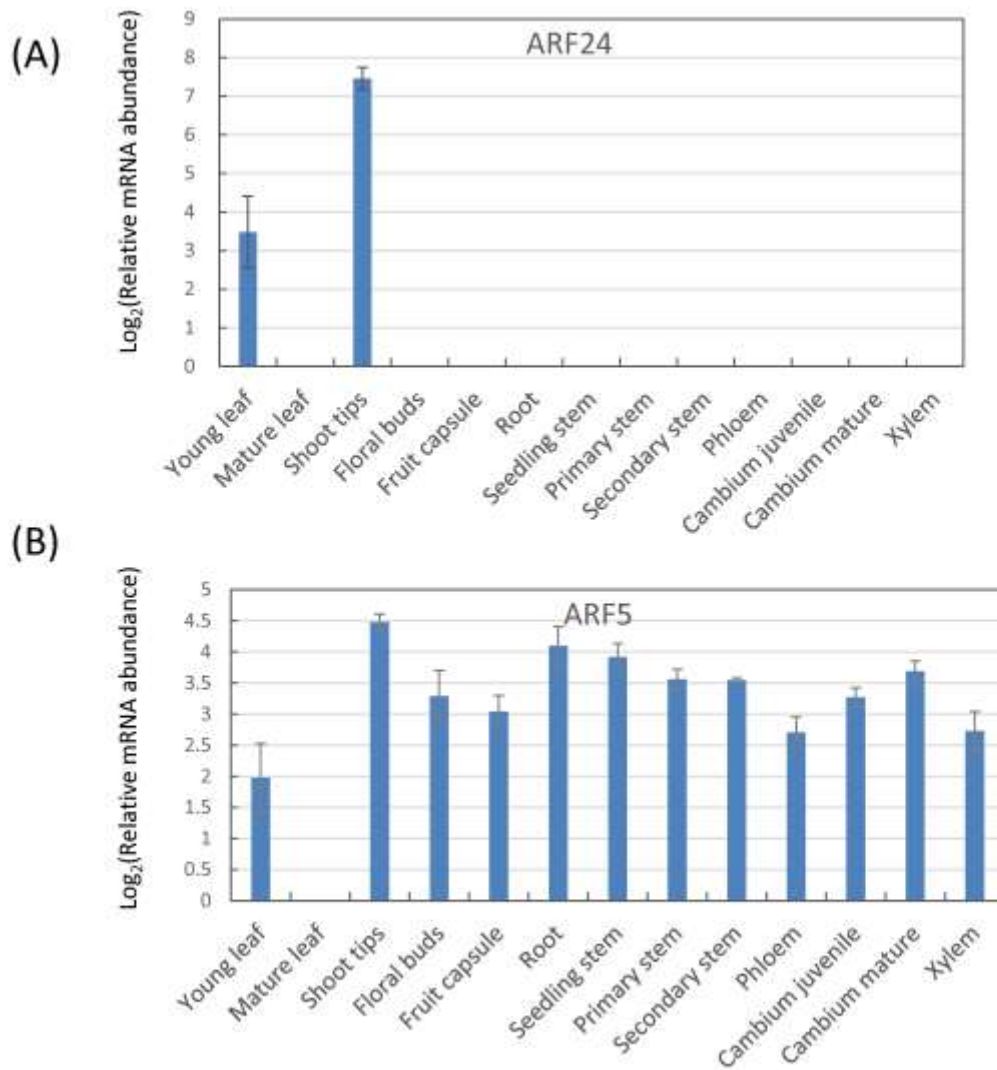 (A)
ARF24
Log₂(Relative mRNA abundance)
9
8
7
6
5
4
3
2
1
0
Young leaf
Mature leaf
Shoot tips
Floral buds
Fruit capsule
Root
Seedling stem
Primary stem
Secondary stem
Phloem
Cambium juvenile
Cambium mature
Xylem
(B)
ARF5
Log₂(Relative mRNA abundance)
5
4.5
4
3.5
3
2.5
2
1.5
1
0.5
0
Young leaf
Mature leaf
Shoot tips
Floral buds
Fruit capsule
Root
Seedling stem
Primary stem
Secondary stem
Phloem
Cambium juvenile
Cambium mature
Xylem